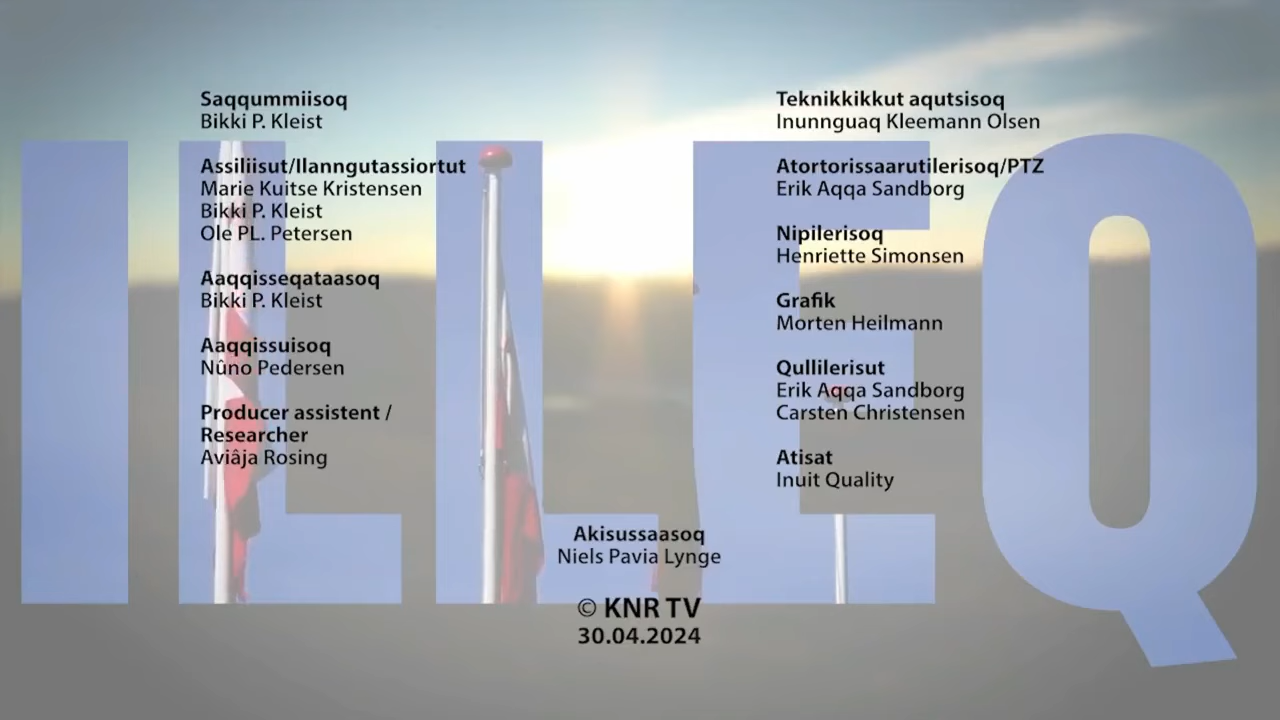 Saqqummiisoq
Bikki P. Kleist
Assiliisut/Ilanngutassiortut
Marie Kuitse Kristensen
Bikki P. Kleist
Ole PL. Petersen
Aaqqisseqataasoq
Bikki P. Kleist
Aaqqissuisoq
Nûno Pedersen
Producer assistent /
Researcher
Aviâja Rosing
Teknikkikkut aqutsisoq
Inunnguaq Kleemann Olsen
Atortorissaarutilerisoq/PTZ
Erik Aqqa Sandborg
Nipilerisoq
Henriette Simonsen
Grafik
Morten Heilmann
Qullilerisut
Erik Aqqa Sandborg
Carsten Christensen
Atisat
Inuit Quality
Akisussaasoq
Niels Pavia Lynge
© KNR TV
30.04.2024
ILLEQ